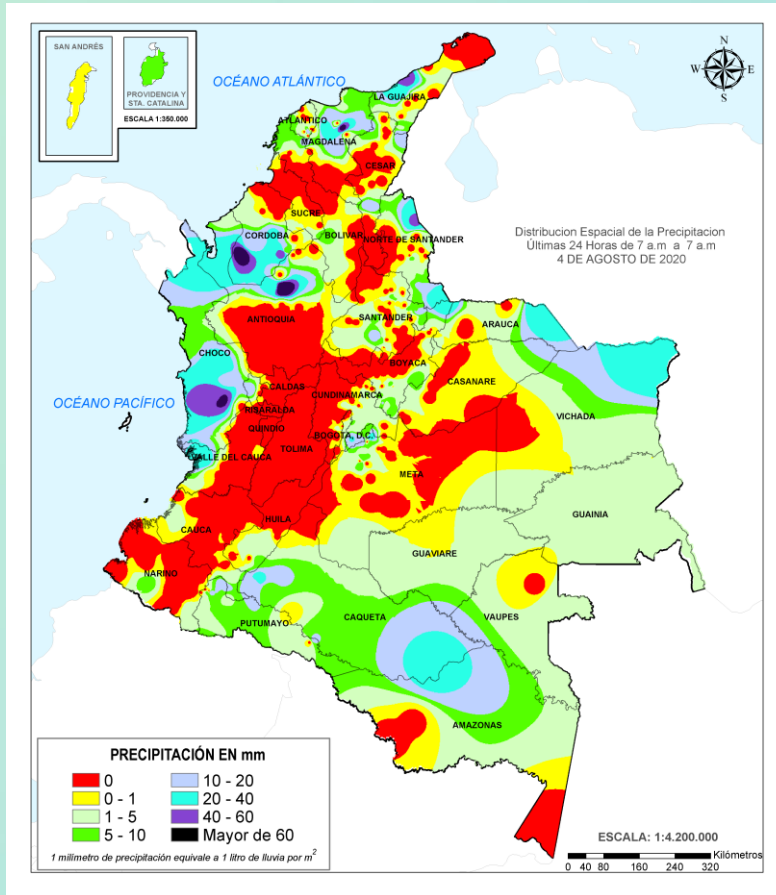 SAN ANDRÉS
PROVIDENCIA Y
STA. CATALINA
ESCALA 1:350.000
N
W E
S
OCÉANO ATLÁNTICO
LA GUAJIRA
ATLANTICO
MAGDALENA
CESAR
SUCRE
CORDOBA
BOLIVAR
NORTE DE SANTANDER
Distribucion Espacial de la Precipitacion
Últimas 24 Horas de 7 a.m a 7 a.m
4 DE AGOSTO DE 2020
ANTIOQUIA
SANTANDER
ARAUCA
CHOCO
BOYACA
CASANARE
CALDAS
CUNDINAMARCA
OCÉANO PACÍFICO
RISARALDA
VICHADA
QUINDIO
BOGOTA, D.C.
TOLIMA
VALLE DEL CAUCA
META
GUAINIA
HUILA
CAUCA
GUAVIARE
NARIÑO
CAQUETA
VAUPES
PUTUMAYO
AMAZONAS
PRECIPITACIÓN EN mm
0
10 - 20
0 - 1
20 - 40
1 - 5
40 - 60
5 - 10
Mayor de 60
1 milimetro de precipitación equivale a 1 litro de lluvia por m²
ESCALA: 1:4.200.000
Kilómetros
0 40 80 160 240 320